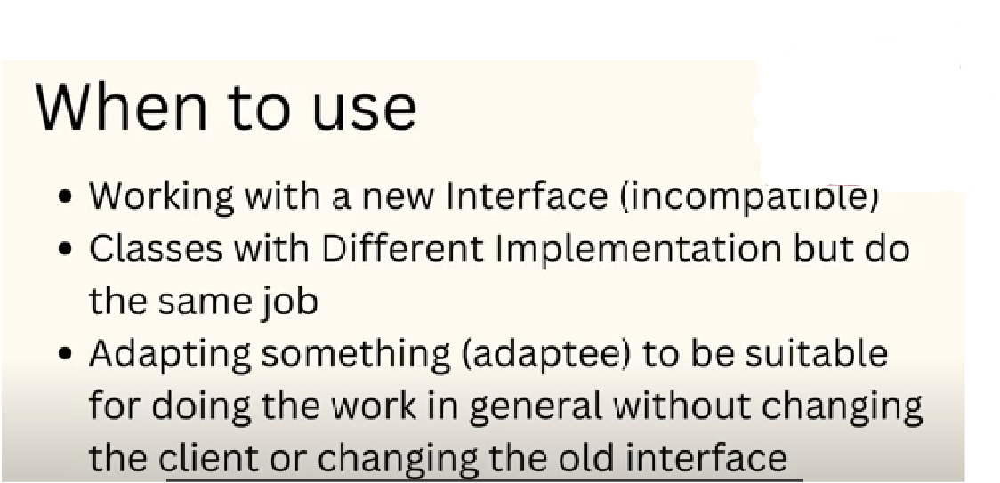 When to use
• Working with a new Interface (incompatible)
• Classes with Different Implementation but do
the same job
• Adapting something (adaptee) to be suitable
for doing the work in general without changing
the client or changing the old interface